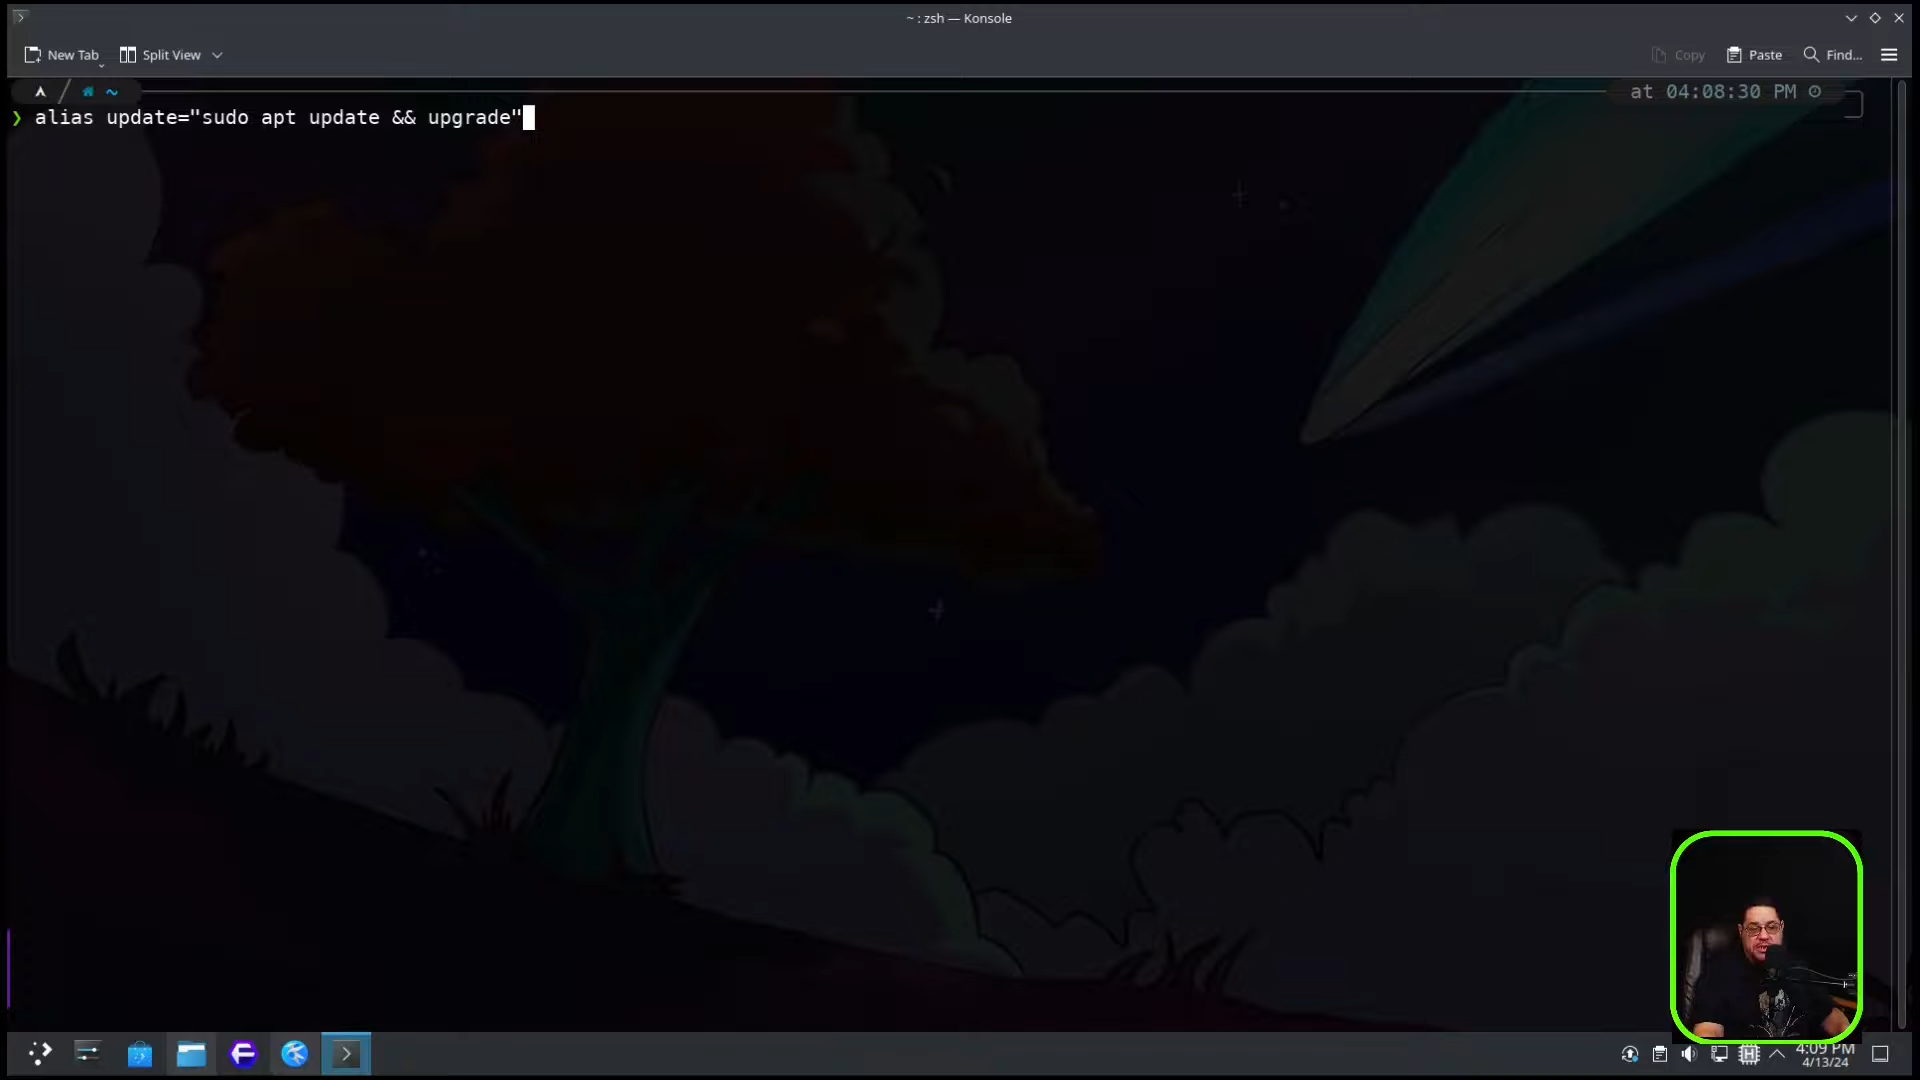 ~ : zsh — Konsole
New Tab
Split View
Copy
Paste
Find...
~
at 04:08:30 PM
❯ alias update="sudo apt update && upgrade"
4:09 PM
4/13/24